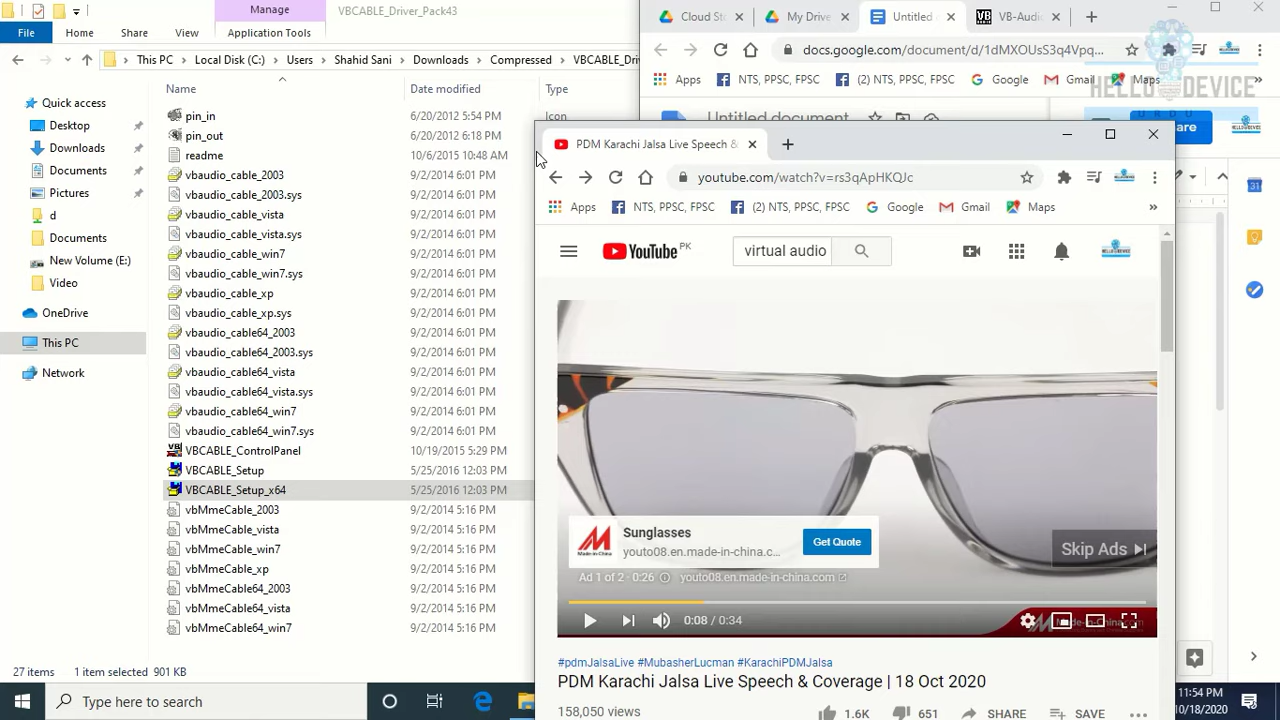 Manage
VBCABLE_Driver_Pack43
File
Home
Share
View
Application Tools
This PC
Local Disk (C:)
Users
Shahid Sani
Downloads
Compressed
VBCABLE_Dri
Name
Date modified
Type
Quick access
Desktop
Downloads
Documents
Pictures
d
Documents
New Volume (E:)
Video
OneDrive
This PC
Network
pin_in 6/20/2012 5:54 PM Icon
pin_out 6/20/2012 6:18 PM
readme 10/6/2015 10:48 AM
vbaudio_cable_2003 9/2/2014 6:01 PM
vbaudio_cable_2003.sys 9/2/2014 6:01 PM
vbaudio_cable_vista 9/2/2014 6:01 PM
vbaudio_cable_vista.sys 9/2/2014 6:01 PM
vbaudio_cable_win7 9/2/2014 6:01 PM
vbaudio_cable_win7.sys 9/2/2014 6:01 PM
vbaudio_cable_xp 9/2/2014 6:01 PM
vbaudio_cable_xp.sys 9/2/2014 6:01 PM
vbaudio_cable64_2003 9/2/2014 6:01 PM
vbaudio_cable64_2003.sys 9/2/2014 6:01 PM
vbaudio_cable64_vista 9/2/2014 6:01 PM
vbaudio_cable64_vista.sys 9/2/2014 6:01 PM
vbaudio_cable64_win7 9/2/2014 6:01 PM
vbaudio_cable64_win7.sys 9/2/2014 6:01 PM
VBCABLE_ControlPanel 10/19/2015 5:29 PM
VBCABLE_Setup 5/25/2016 12:03 PM
VBCABLE_Setup_x64 5/25/2016 12:03 PM
vbMmeCable_2003 9/2/2014 5:16 PM
vbMmeCable_vista 9/2/2014 5:16 PM
vbMmeCable_win7 9/2/2014 5:16 PM
vbMmeCable_xp 9/2/2014 5:16 PM
vbMmeCable64_2003 9/2/2014 5:16 PM
vbMmeCable64_vista 9/2/2014 5:16 PM
vbMmeCable64_win7 9/2/2014 5:16 PM
27 items 1 item selected 901 KB
Cloud St
My Drive
Untitled
VB-Audio
docs.google.com/document/d/1dMXOUsS3q4Vpq...
Apps
NTS, PPSC, FPSC
(2) NTS, PPSC, FPSC
Google
Gmail
Maps
HELLO DEVICE
URDU
Untitled document
are
PDM Karachi Jalsa Live Speech &
youtube.com/watch?v=rs3qApHKQJc
Apps
NTS, PPSC, FPSC
(2) NTS, PPSC, FPSC
Google
Gmail
Maps
YouTube PK
virtual audio
Sunglasses
youto08.en.made-in-china.c...
Made-in-China
Get Quote
Skip Ads
Ad 1 of 2 · 0:26
youto08.en.made-in-china.com
0:08 / 0:34
Made-in-China.com
#pdmJalsaLive #MubasherLucman #KarachiPDMJalsa
PDM Karachi Jalsa Live Speech & Coverage | 18 Oct 2020
158,050 views
1.6K
651
SHARE
SAVE
31
Type here to search
11:54 PM
10/18/2020